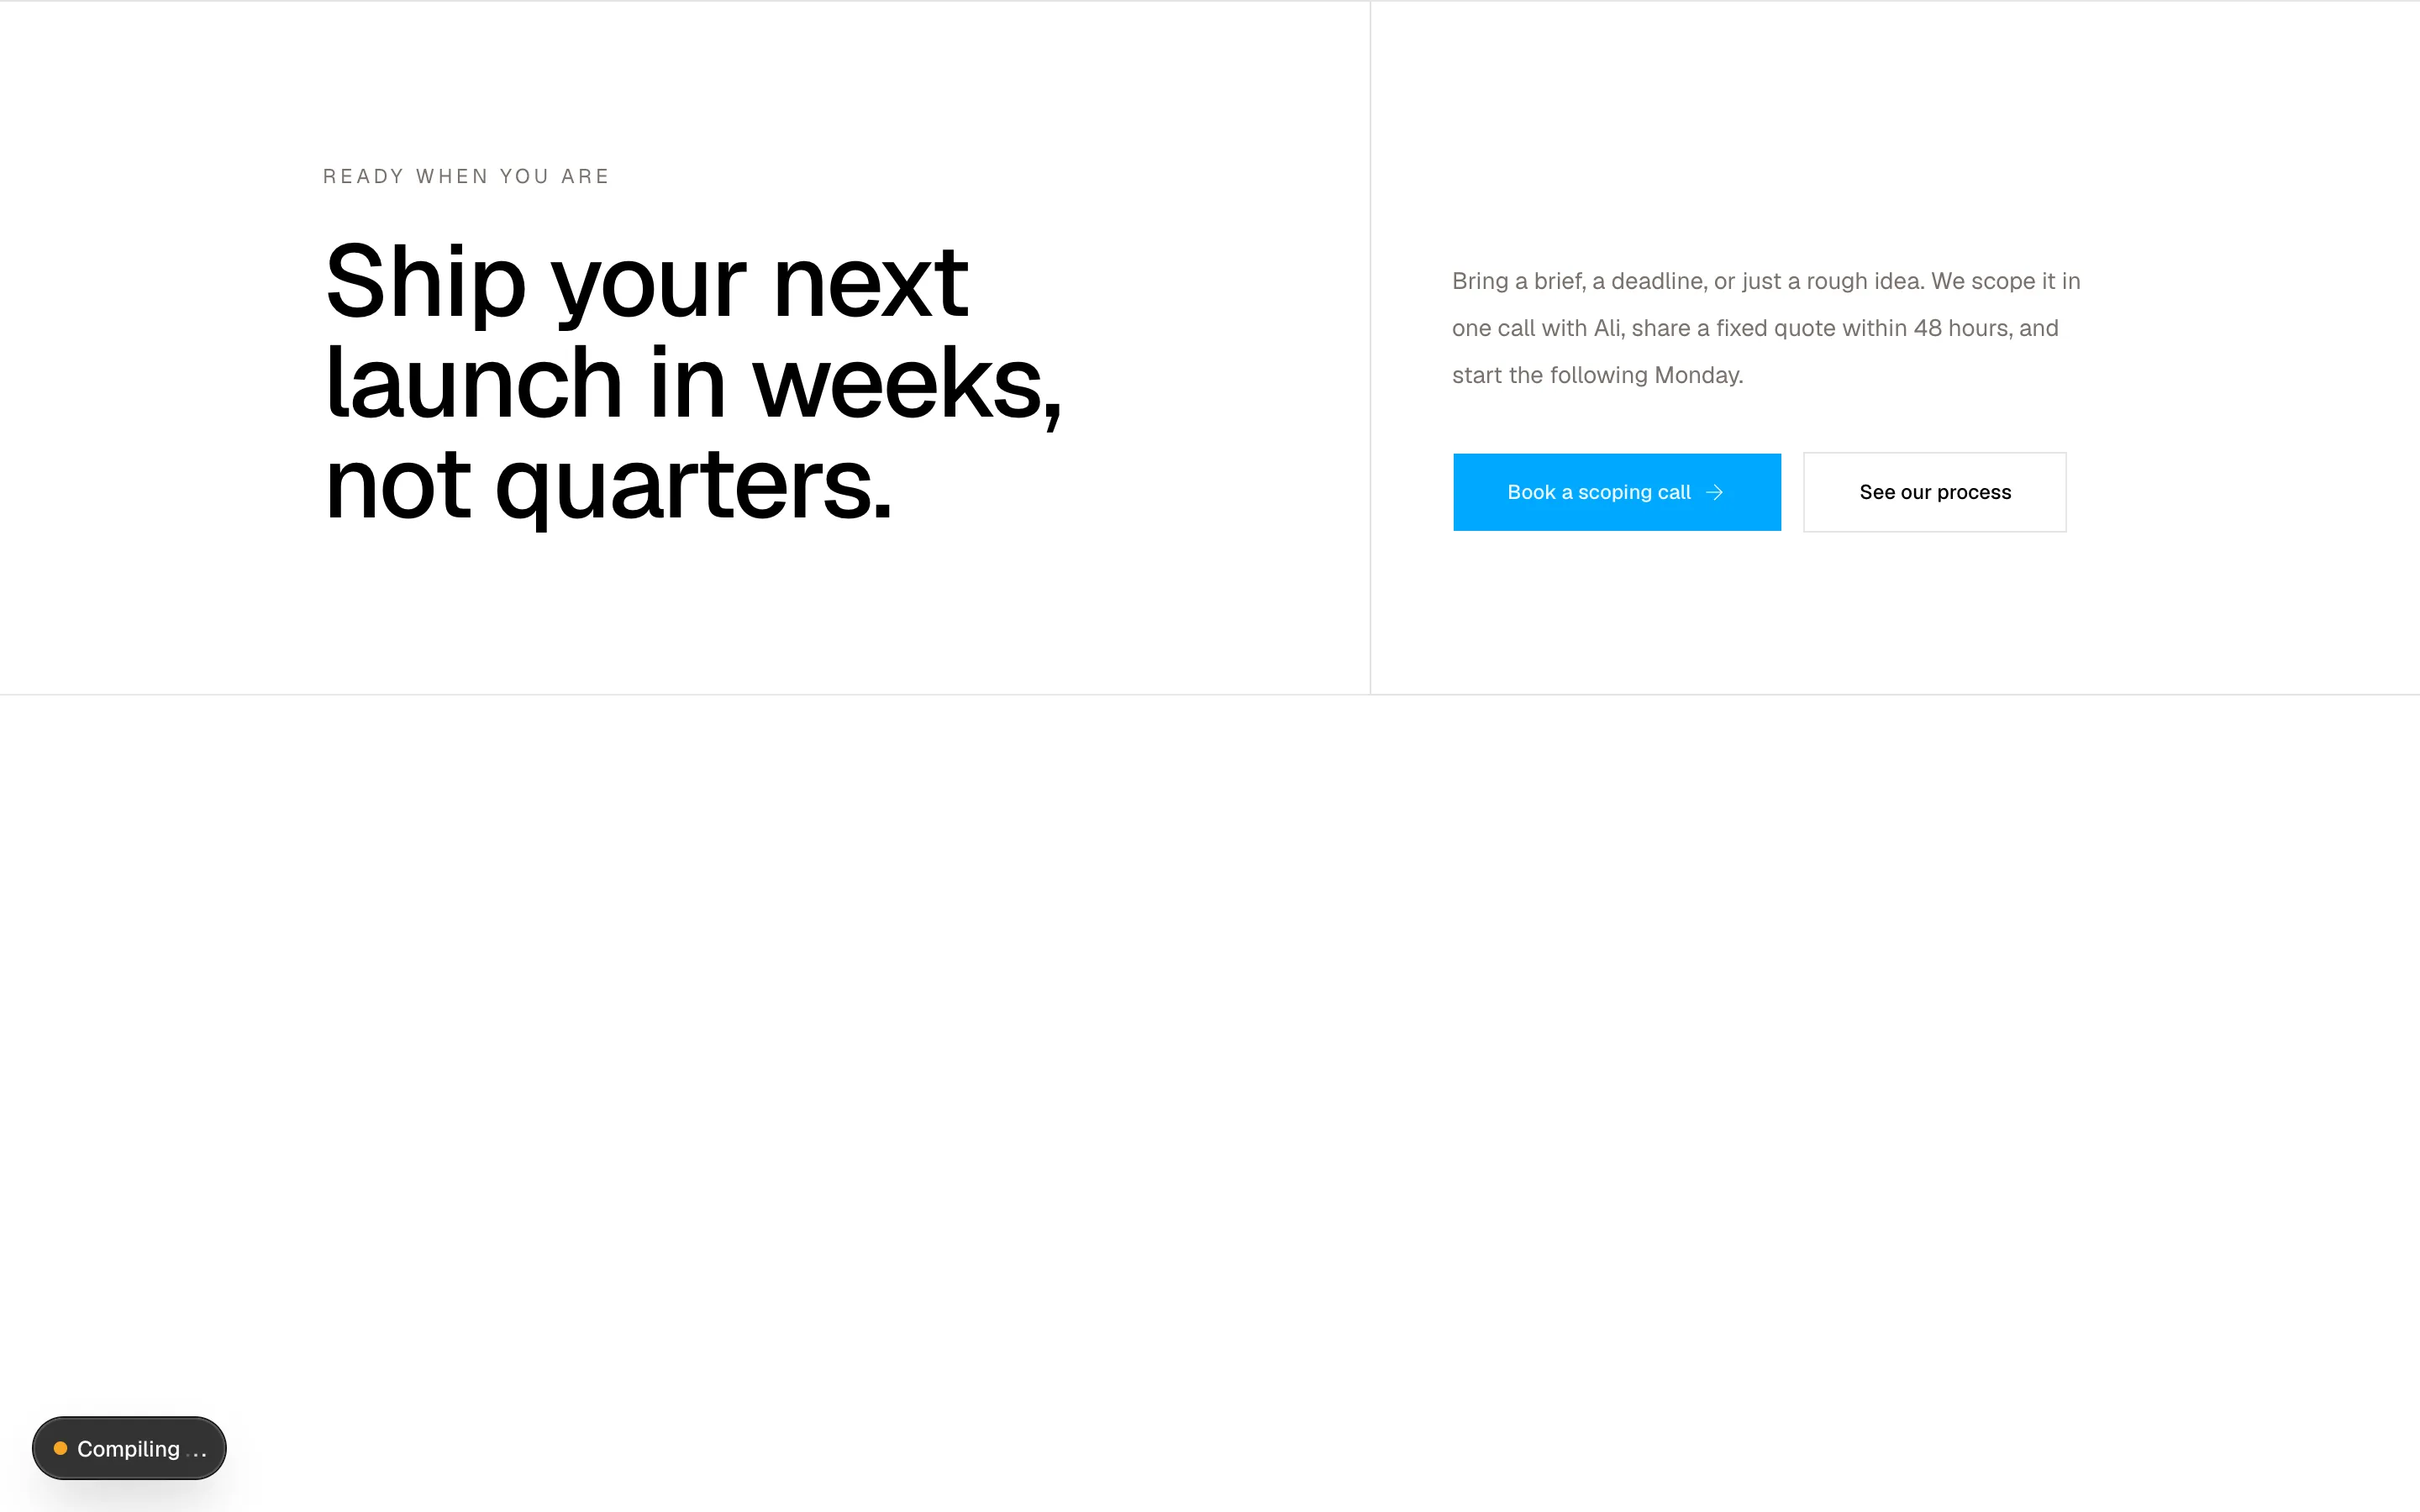 READY WHEN YOU ARE
Ship your next
launch in weeks,
not quarters.
Bring a brief, a deadline, or just a rough idea. We scope it in
one call with Ali, share a fixed quote within 48 hours, and
start the following Monday.
Book a scoping call →
See our process
Compiling ...